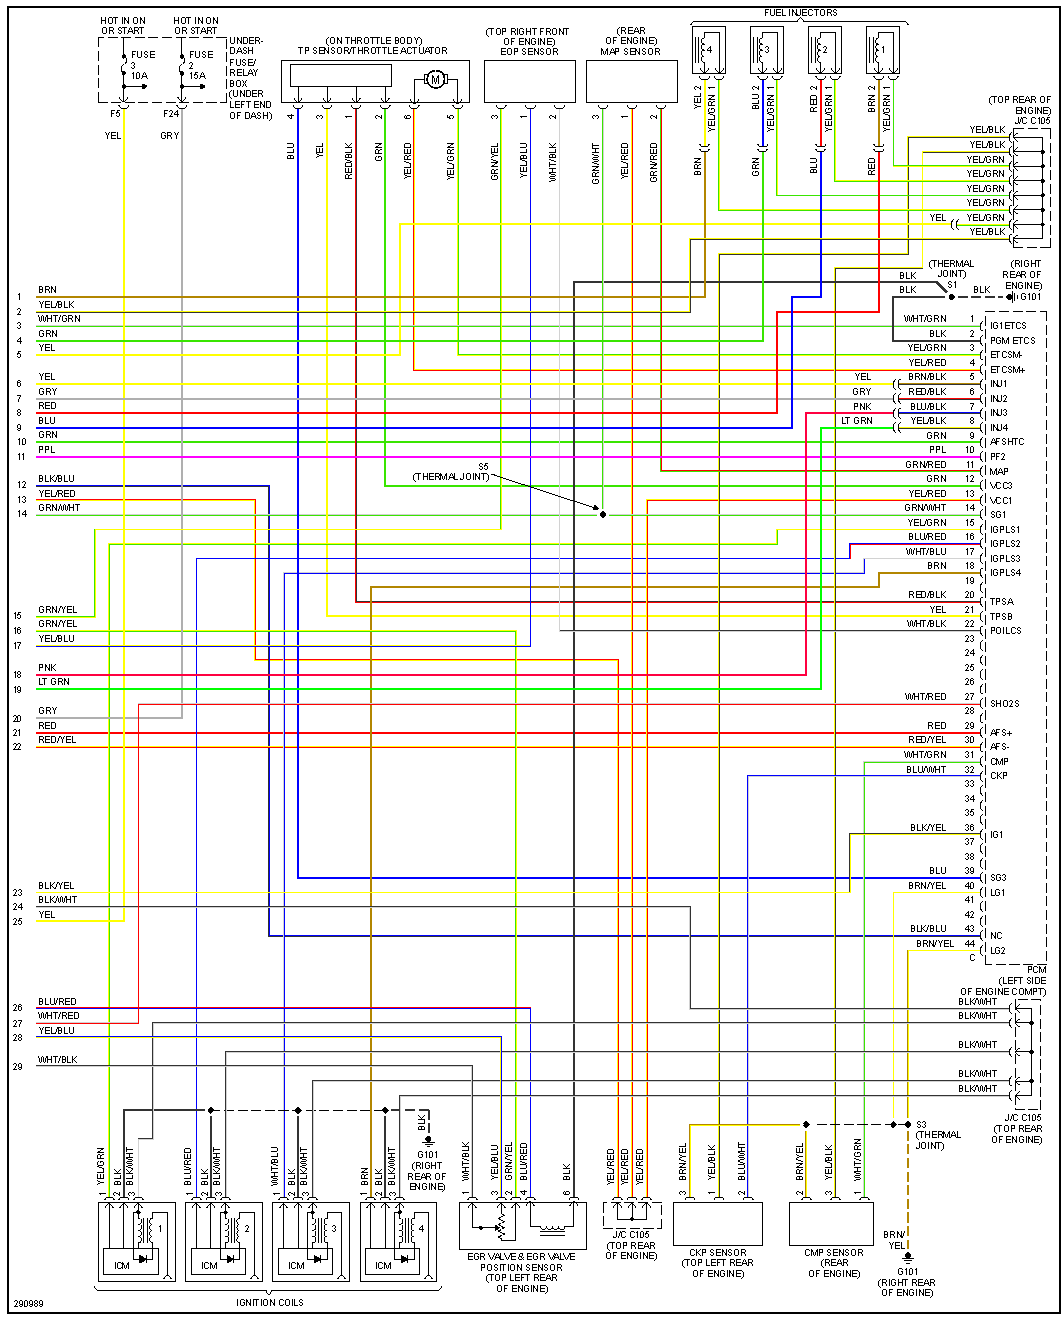 HOT IN ON
OR START
HOT IN ON
OR START
FUSE
3
10A
FUSE
2
15A
UNDER-
DASH
FUSE/
RELAY
BOX
(UNDER
LEFT END
OF DASH)
F5
F24
YEL
GRY
(ON THROTTLE BODY)
TP SENSOR/THROTTLE ACTUATOR
M
4
3
1
2
6
5
BLU
YEL
RED/BLK
GRN
YEL/RED
YEL/GRN
(TOP RIGHT FRONT
OF ENGINE)
EOP SENSOR
3
1
2
GRN/YEL
YEL/BLU
WHT/BLK
(REAR
OF ENGINE)
MAP SENSOR
3
1
2
GRN/WHT
YEL/RED
GRN/RED
FUEL INJECTORS
4
3
2
1
YEL 2
YEL/GRN 1
BLU 2
YEL/GRN 1
RED 2
YEL/GRN 1
BRN 2
YEL/GRN 1
BRN
GRN
BLU
RED
(TOP REAR OF
ENGINE)
J/C C105
YEL/BLK
YEL/BLK
YEL/GRN
YEL/GRN
YEL/GRN
YEL/GRN
YEL
YEL/GRN
YEL/BLK
BLK
BLK
(THERMAL
JOINT)
S1
BLK
(RIGHT
REAR OF
ENGINE)
G101
1 BRN
2 YEL/BLK
3 WHT/GRN
4 GRN
5 YEL
6 YEL
7 GRY
8 RED
9 BLU
10 GRN
11 PPL
12 BLK/BLU
13 YEL/RED
14 GRN/WHT
15 GRN/YEL
16 GRN/YEL
17 YEL/BLU
18 PNK
19 LT GRN
20 GRY
21 RED
22 RED/YEL
23 BLK/YEL
24 BLK/WHT
25 YEL
26 BLU/RED
27 WHT/RED
28 YEL/BLU
29 WHT/BLK
S5
(THERMAL JOINT)
YEL
GRY
PNK
LT GRN
WHT/GRN 1 IG1ETCS
BLK 2 PGM ETCS
YEL/GRN 3 ETCSM-
YEL/RED 4 ETCSM+
BRN/BLK 5 INJ1
RED/BLK 6 INJ2
BLU/BLK 7 INJ3
YEL/BLK 8 INJ4
GRN 9 AFSHTC
PPL 10 PF2
GRN/RED 11 MAP
GRN 12 VCC3
YEL/RED 13 VCC1
GRN/WHT 14 SG1
YEL/GRN 15 IGPLS1
BLU/RED 16 IGPLS2
WHT/BLU 17 IGPLS3
BRN 18 IGPLS4
19
RED/BLK 20 TPSA
YEL 21 TPSB
WHT/BLK 22 POILCS
23
24
25
26
WHT/RED 27 SHO2S
28
RED 29 AFS+
RED/YEL 30 AFS-
WHT/GRN 31 CMP
BLU/WHT 32 CKP
33
34
35
BLK/YEL 36 IG1
37
38
BLU 39 SG3
BRN/YEL 40 LG1
41
42
BLK/BLU 43 NC
BRN/YEL 44 LG2
C
PCM
(LEFT SIDE
OF ENGINE COMPT)
BLK/WHT
BLK/WHT
BLK/WHT
BLK/WHT
BLK/WHT
J/C C105
(TOP REAR
OF ENGINE)
S3
(THERMAL
JOINT)
BLK
G101
(RIGHT
REAR OF
ENGINE)
YEL/GRN
BLK
BLK/WHT
BLU/RED
BLK
BLK/WHT
WHT/BLU
BLK
BLK/WHT
BRN
BLK
BLK/WHT
1
2
3
1
2
3
1
2
3
1
2
3
1
2
3
4
ICM
ICM
ICM
ICM
IGNITION COILS
WHT/BLK
YEL/BLU
GRN/YEL
BLU/RED
BLK
1
3
2
4
6
EGR VALVE & EGR VALVE
POSITION SENSOR
(TOP LEFT REAR
OF ENGINE)
YEL/RED
YEL/RED
YEL/RED
J/C C105
(TOP REAR
OF ENGINE)
BRN/YEL
YEL/BLK
BLU/WHT
3
1
2
CKP SENSOR
(TOP LEFT REAR
OF ENGINE)
BRN/YEL
YEL/BLK
WHT/GRN
2
3
1
CMP SENSOR
(REAR
OF ENGINE)
BRN/
YEL
G101
(RIGHT REAR
OF ENGINE)
290989